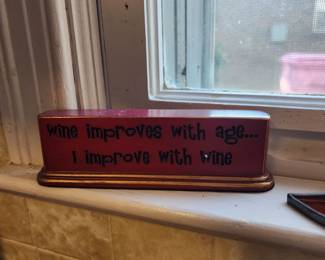 wine improves with age...
I improve with wine